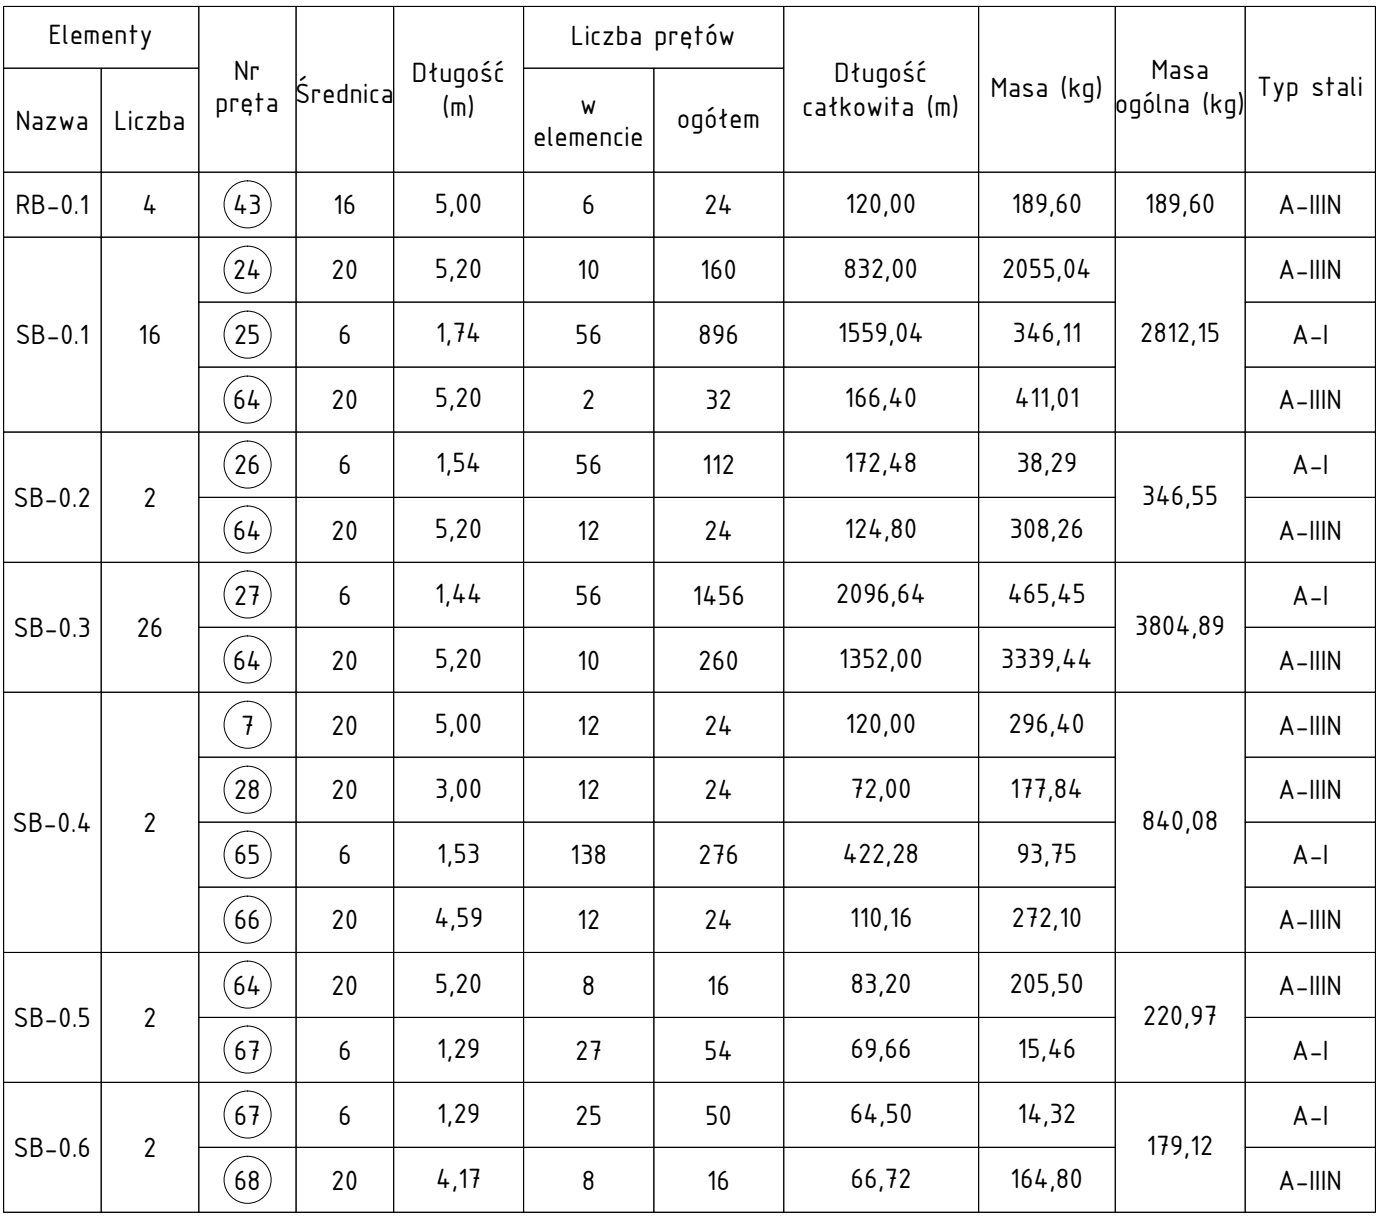 Elementy
Nr pręta
Średnica
Długość (m)
Liczba prętów
Długość całkowita (m)
Masa (kg)
Masa ogólna (kg)
Typ stali
Nazwa
Liczba
w elemencie
ogółem
RB-0.1 4 43 16 5,00 6 24 120,00 189,60 189,60 A-IIIN
SB-0.1 16 24 20 5,20 10 160 832,00 2055,04 2812,15 A-IIIN
25 6 1,74 56 896 1559,04 346,11 A-I
64 20 5,20 2 32 166,40 411,01 A-IIIN
SB-0.2 2 26 6 1,54 56 112 172,48 38,29 346,55 A-I
64 20 5,20 12 24 124,80 308,26 A-IIIN
SB-0.3 26 27 6 1,44 56 1456 2096,64 465,45 3804,89 A-I
64 20 5,20 10 260 1352,00 3339,44 A-IIIN
SB-0.4 2 7 20 5,00 12 24 120,00 296,40 840,08 A-IIIN
28 20 3,00 12 24 72,00 177,84 A-IIIN
65 6 1,53 138 276 422,28 93,75 A-I
66 20 4,59 12 24 110,16 272,10 A-IIIN
SB-0.5 2 64 20 5,20 8 16 83,20 205,50 220,97 A-IIIN
67 6 1,29 27 54 69,66 15,46 A-I
SB-0.6 2 67 6 1,29 25 50 64,50 14,32 179,12 A-I
68 20 4,17 8 16 66,72 164,80 A-IIIN